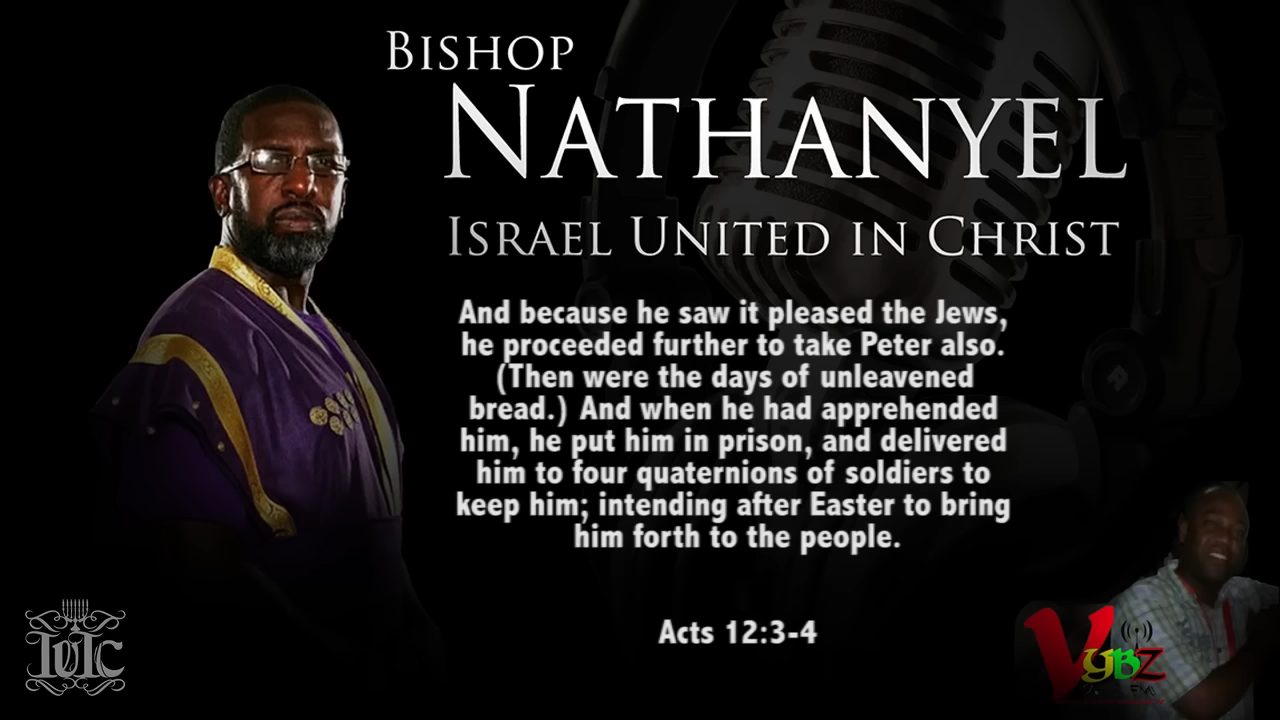 BISHOP
NATHANYEL
ISRAEL UNITED IN CHRIST
And because he saw it pleased the Jews,
he proceeded further to take Peter also.
(Then were the days of unleavened
bread.) And when he had apprehended
him, he put him in prison, and delivered
him to four quaternions of soldiers to
keep him; intending after Easter to bring
him forth to the people.
Acts 12:3-4
IUIC
VYBZ
FM